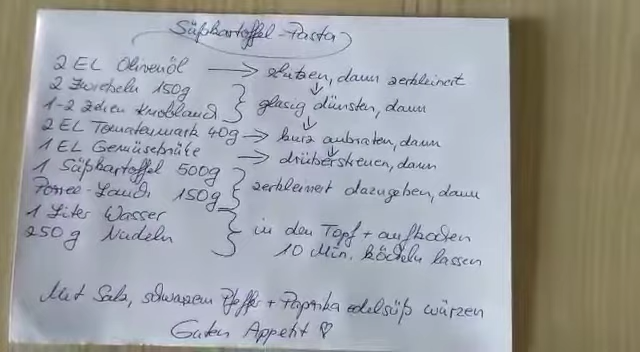 Süßkartoffel-Pasta
2 EL Olivenöl → erhitzen, dann zerkleinert
2 Zwiebeln 150g
1-2 Zehen Knobland } glasig dünsten, dann
2 EL Tomatenmark 40g → kurz anbraten, dann
1 EL Gemüsebrühe → drüberstreuen, dann
1 Süßkartoffel 500g
Porree-Lauch 150g } zerkleinert dazugeben, dann
1 Liter Wasser
250 g Nudeln } in den Topf + aufkochen
10 Min. köcheln lassen
Mit Salz, schwarzem Pfeffer + Paprika edelsüß würzen
Guten Appetit ♡